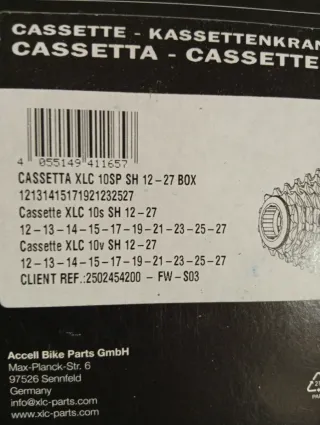 CASSETTE - KASSETTENKRAN
CASSETTA - CASSETTE
4 055149 411657
CASSETTA XLC 10SP SH 12-27 BOX
12131415171921232527
Cassette XLC 10s SH 12-27
12-13-14-15-17-19-21-23-25-27
Cassette XLC 10v SH 12-27
12-13-14-15-17-19-21-23-25-27
CLIENT REF.:2502454200 - FW-S03
Accell Bike Parts GmbH
Max-Planck-Str. 6
97526 Sennfeld
Germany
info@xlc-parts.com
www.xlc-parts.com